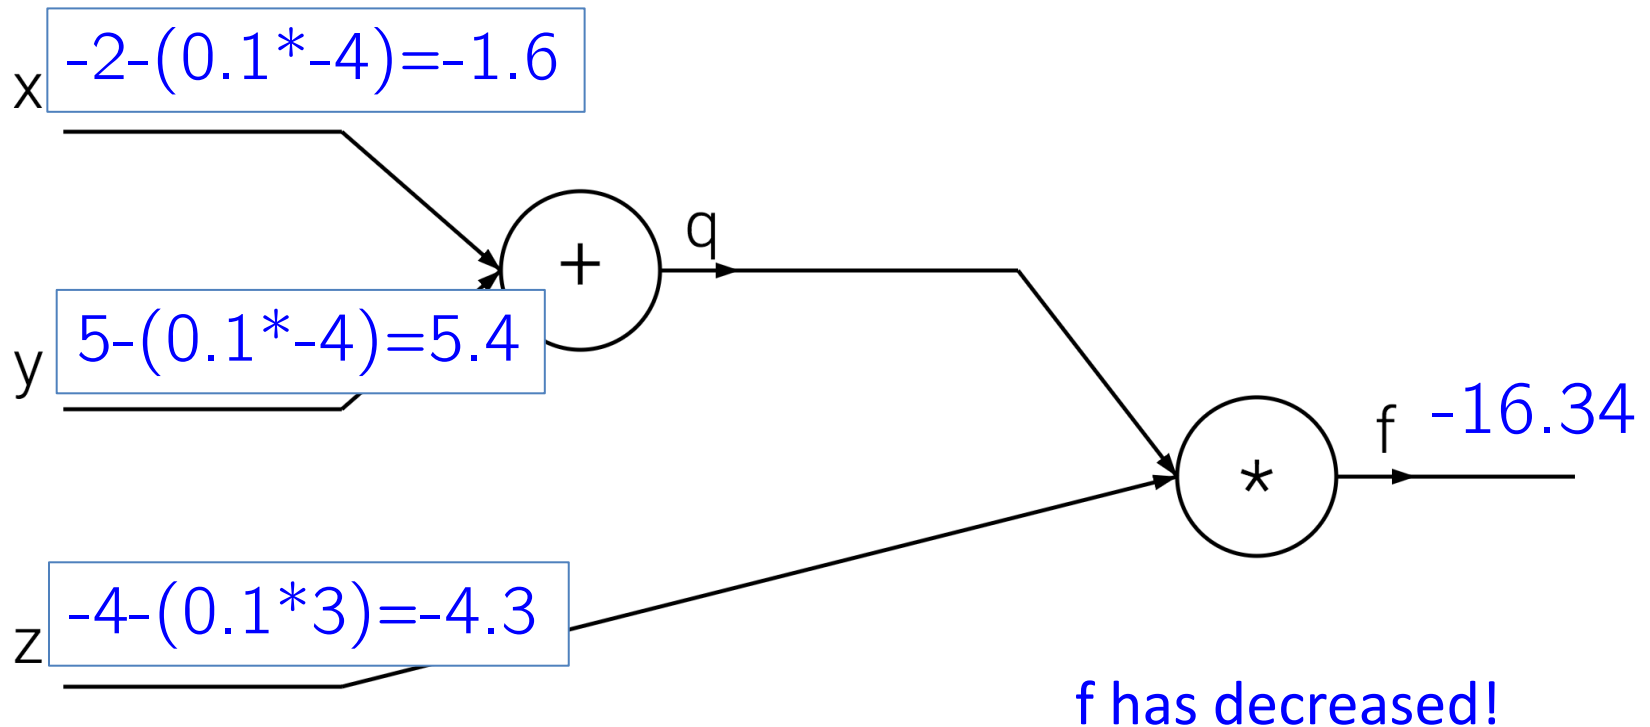 x -2-(0.1*-4)=-1.6
+
q
y 5-(0.1*-4)=5.4
*
f -16.34
z -4-(0.1*3)=-4.3
f has decreased!